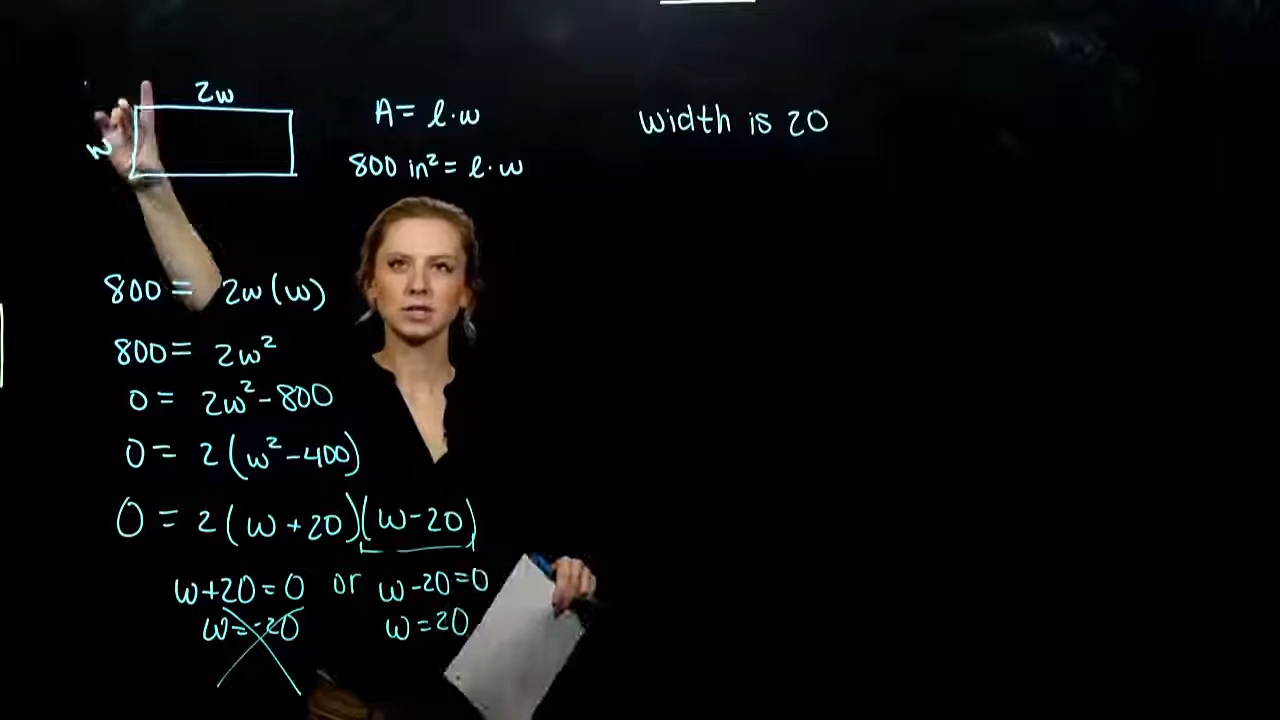 2w
w
A = l·w
800 in² = l·w
width is 20
800 = 2w(w)
800 = 2w²
0 = 2w²-800
0 = 2(w²-400)
0 = 2(w+20)(w-20)
w+20=0 or w-20=0
w=-20 w=20